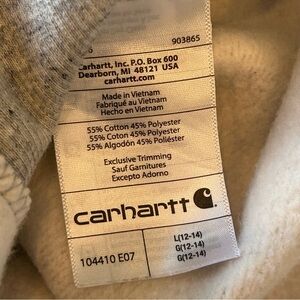 903865
Carhartt, Inc. P.O. Box 600
Dearborn, MI 48121 USA
carhartt.com
Made in Vietnam
Fabriqué au Vietnam
Hecho en Vietnam
55% Cotton 45% Polyester
55% Coton 45% Polyester
55% Algodón 45% Poliéster
Exclusive Trimming
Sauf Garnitures
Excepto Adorno
carhartt
104410 E07
L(12-14)
G(12-14)
G(12-14)